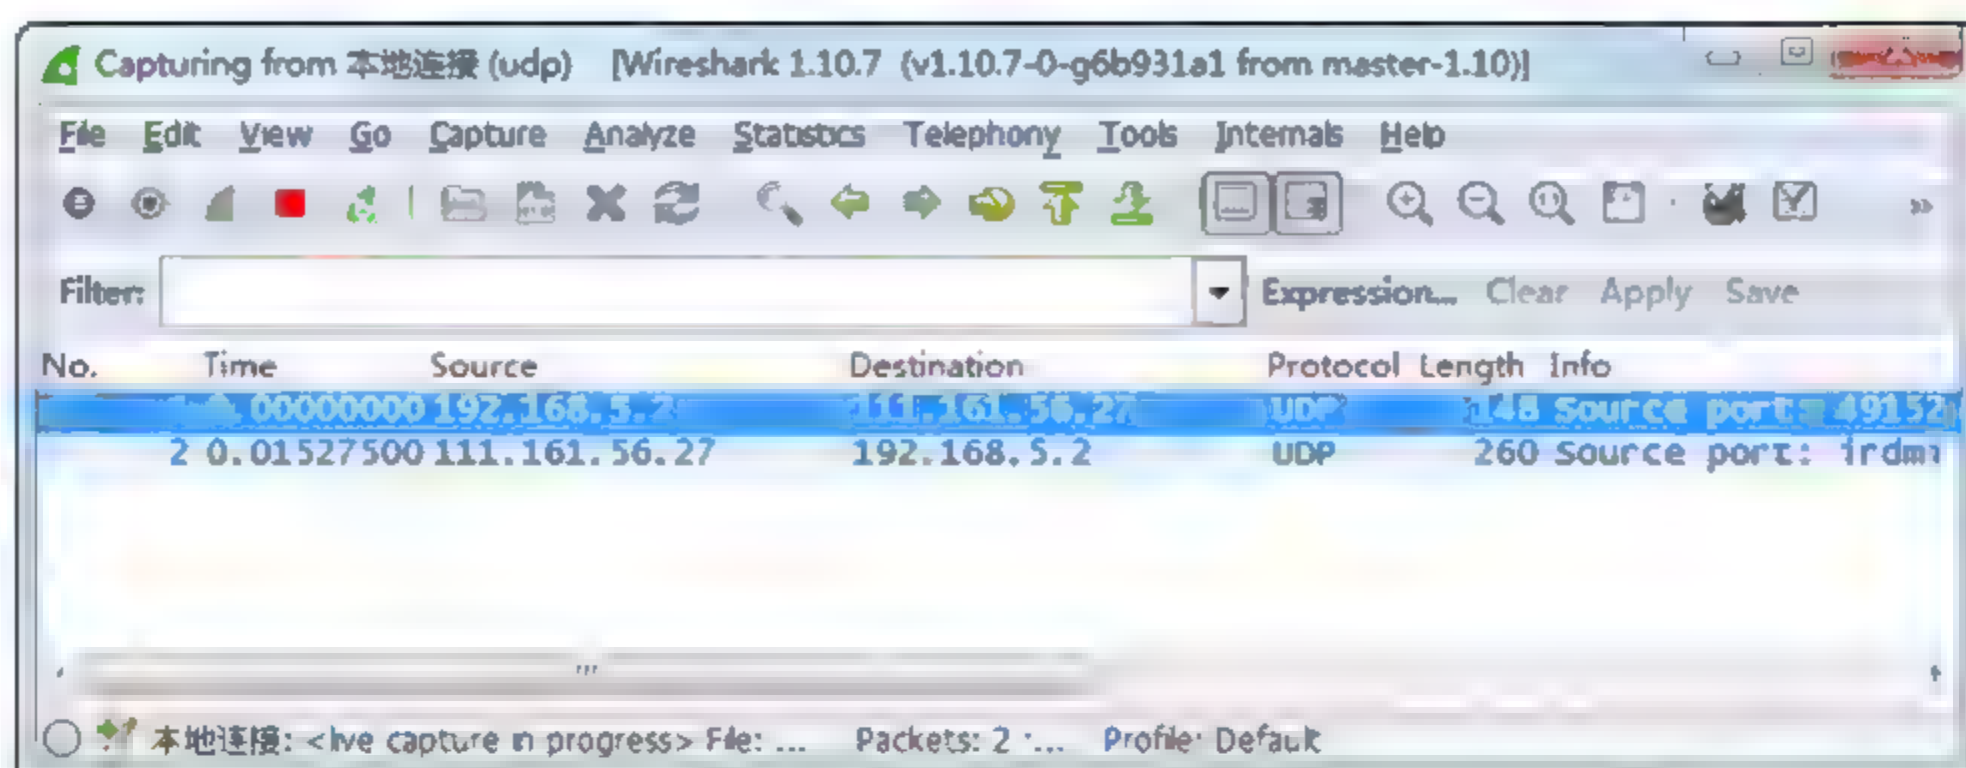 Capturing from 本地连接 (udp) [Wireshark 1.10.7 (v1.10.7-0-g6b931a1 from master-1.10)]
File Edit View Go Capture Analyze Statistics Telephony Tools Internals Help
Filter: Expression... Clear Apply Save
No. Time Source Destination Protocol Length Info
1 0.00000000 192.168.5.2 111.161.56.27 UDP 148 Source port: 49152
2 0.01527500 111.161.56.27 192.168.5.2 UDP 260 Source port: irdmi
本地连接: <live capture in progress> File: ... Packets: 2 ·... Profile: Default